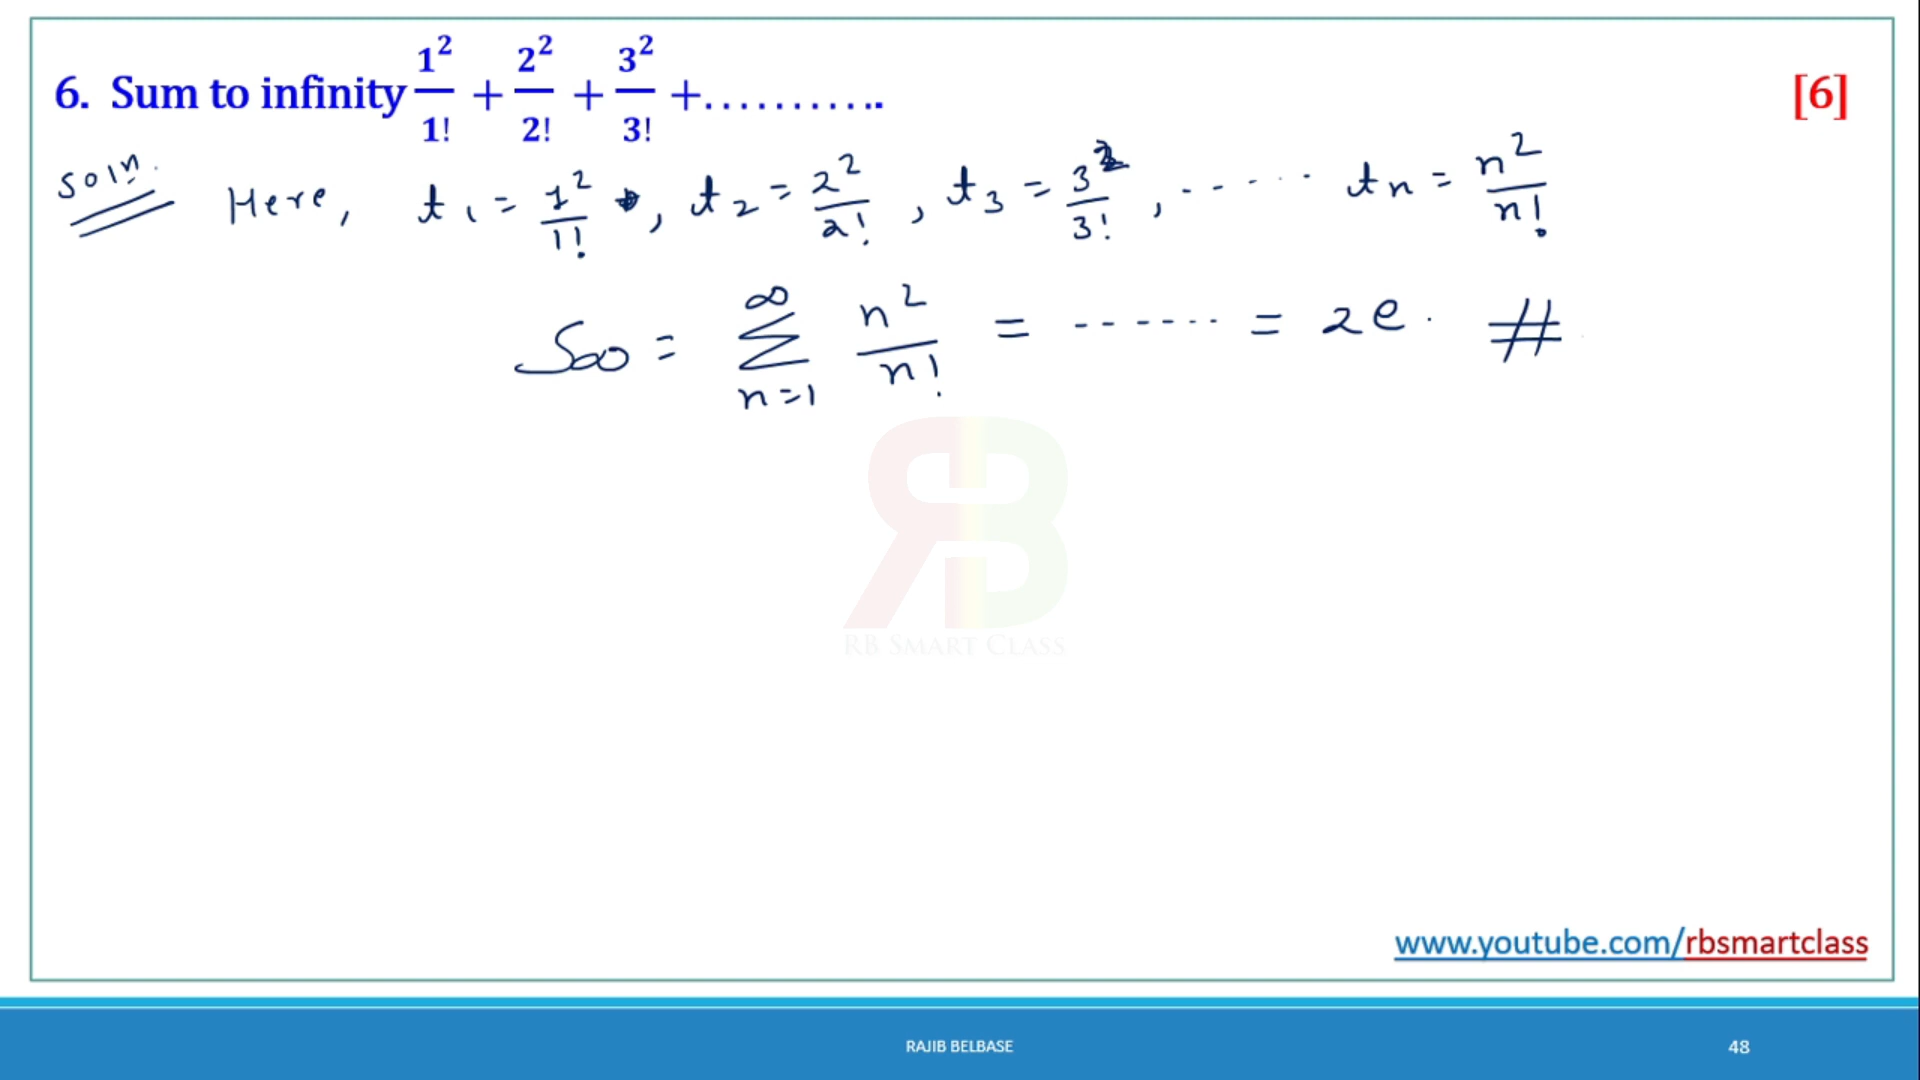 6. Sum to infinity 1²/1! + 2²/2! + 3²/3! +………..
[6]
Soln.
Here, t₁ = 1²/1! , t₂ = 2²/2! , t₃ = 3²/3! , ------ tn = n²/n!
S∞ = ∞∑n=1 n²/n! = ------ = 2e. #
RB SMART CLASS
www.youtube.com/rbsmartclass
RAJIB BELBASE
48